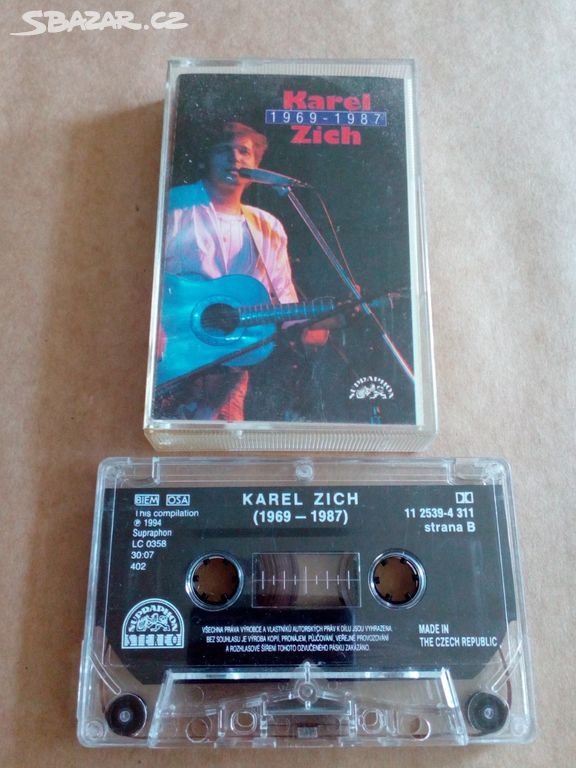 SBAZAR.CZ
Karel
1969-1987
Zich
SUPRAPHON
BIEM OSA
This compilation
℗ 1994
Supraphon
LC 0358
30:07
402
KAREL ZICH
(1969 – 1987)
11 2539-4 311
strana B
SUPRAPHON
STEREO
VŠECHNA PRÁVA VÝROBCE A VLASTNÍKŮ AUTORSKÝCH PRÁV K DÍLU JSOU VYHRAZENA.
BEZ SOUHLASU JE VÝROBA KOPIÍ, PRONÁJEM, PŮJČOVÁNÍ, VEŘEJNÉ PROVOZOVÁNÍ
A ROZHLASOVÉ ŠÍŘENÍ TOHOTO OZVUČENÉHO PÁSKU ZAKÁZÁNO.
MADE IN
THE CZECH REPUBLIC